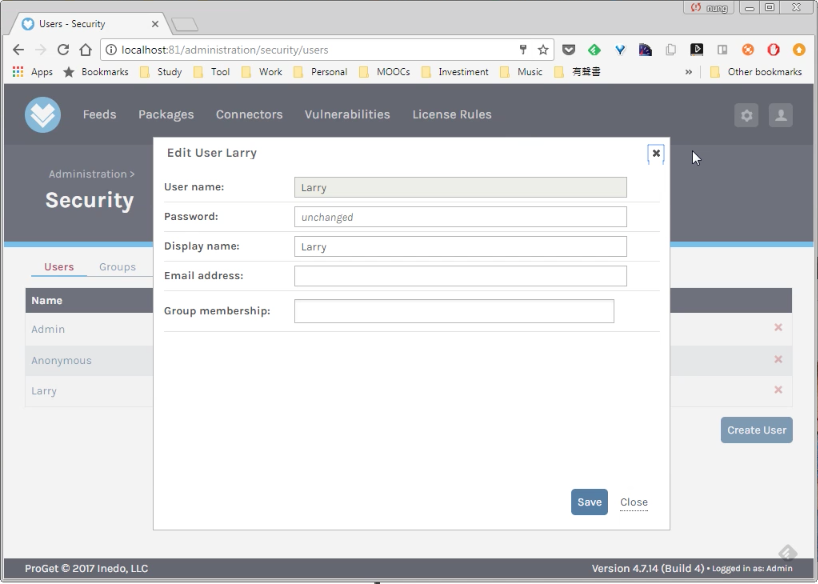 nung
Users - Security
localhost:81/administration/security/users
Apps Bookmarks Study Tool Work Personal MOOCs Investiment Music 有聲書 » Other bookmarks
Feeds Packages Connectors Vulnerabilities License Rules
Administration >
Security
Users Groups
Name
Admin
Anonymous
Larry
Edit User Larry
User name: Larry
Password: unchanged
Display name: Larry
Email address:
Group membership:
Save Close
Create User
ProGet © 2017 Inedo, LLC
Version 4.7.14 (Build 4) • Logged in as: Admin